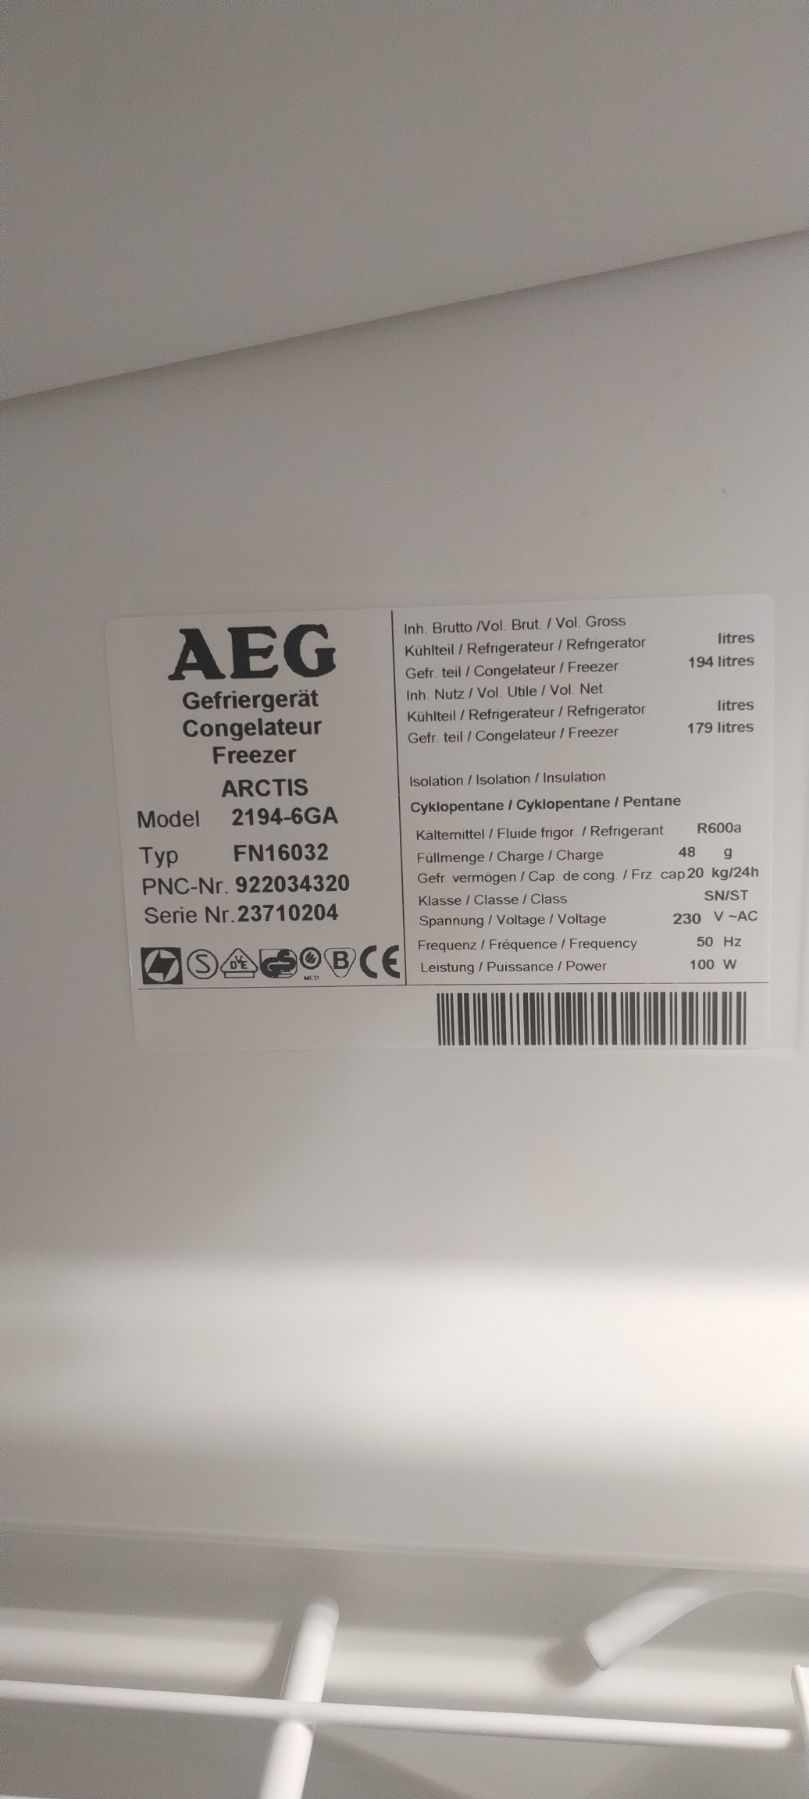 AEG
Gefriergerät
Congelateur
Freezer
ARCTIS
Model 2194-6GA
Typ FN16032
PNC-Nr. 922034320
Serie Nr.23710204
S
DVE
GS
B
CE
Inh. Brutto /Vol. Brut. / Vol. Gross
Kühlteil / Refrigerateur / Refrigerator litres
Gefr. teil / Congelateur / Freezer 194 litres
Inh. Nutz / Vol. Utile / Vol. Net
Kühlteil / Refrigerateur / Refrigerator litres
Gefr. teil / Congelateur / Freezer 179 litres
Isolation / Isolation / Insulation
Cyklopentane / Cyklopentane / Pentane
Kältemittel / Fluide frigor. / Refrigerant R600a
Füllmenge / Charge / Charge 48 g
Gefr. vermögen / Cap. de cong. / Frz. cap20 kg/24h
Klasse / Classe / Class SN/ST
Spannung / Voltage / Voltage 230 V ~AC
Frequenz / Fréquence / Frequency 50 Hz
Leistung / Puissance / Power 100 W